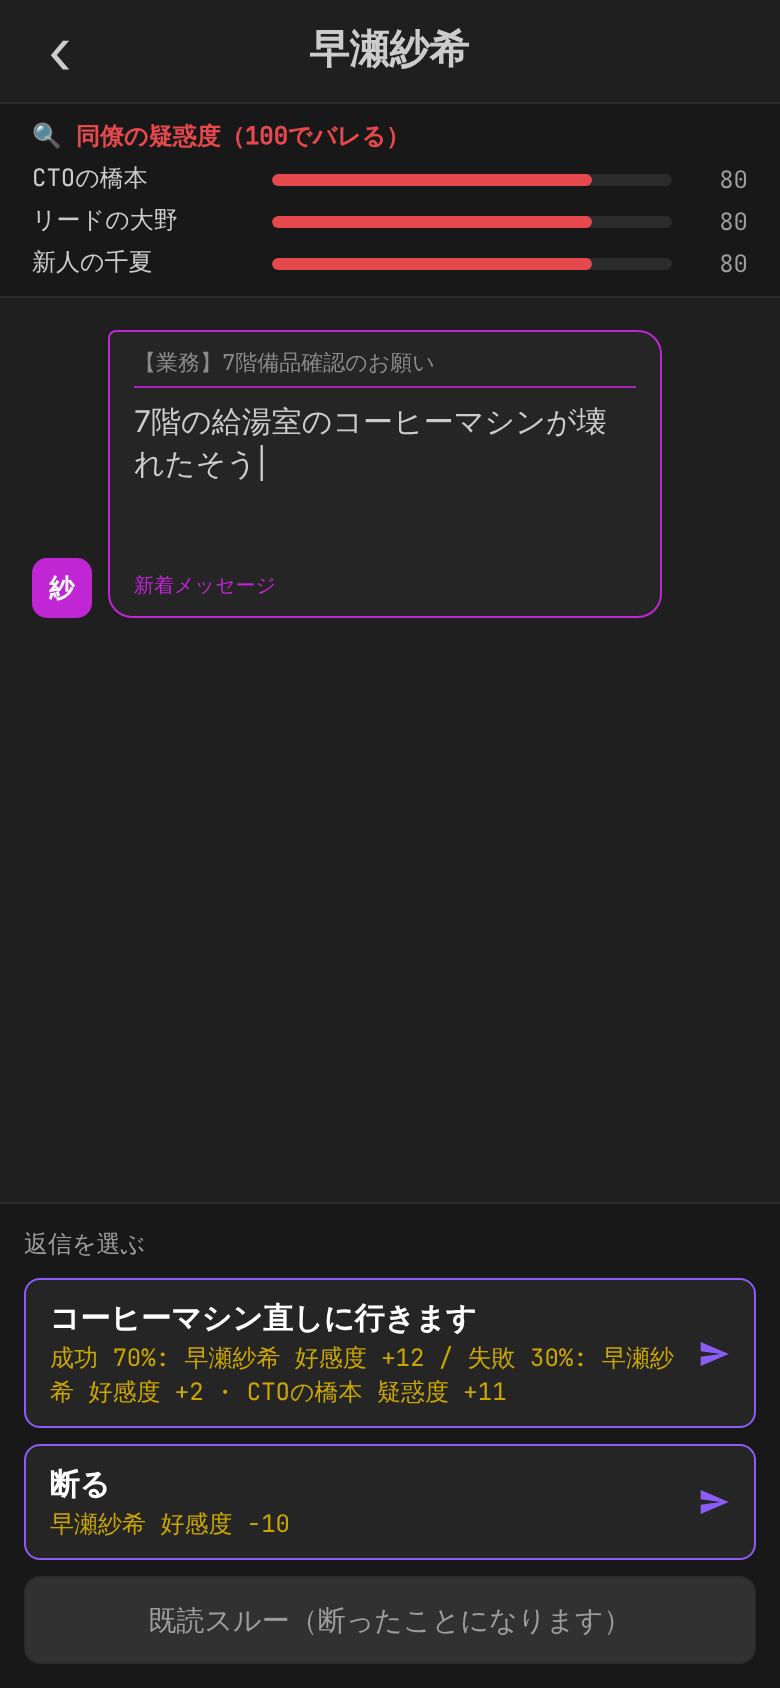 早瀬紗希
🔍 同僚の疑惑度（100でバレる）
CTOの橋本 80
リードの大野 80
新人の千夏 80
【業務】7階備品確認のお願い
7階の給湯室のコーヒーマシンが壊
れたそう
新着メッセージ
紗
返信を選ぶ
コーヒーマシン直しに行きます
成功 70%: 早瀬紗希 好感度 +12 / 失敗 30%: 早瀬紗
希 好感度 +2 · CTOの橋本 疑惑度 +11
断る
早瀬紗希 好感度 -10
既読スルー（断ったことになります）